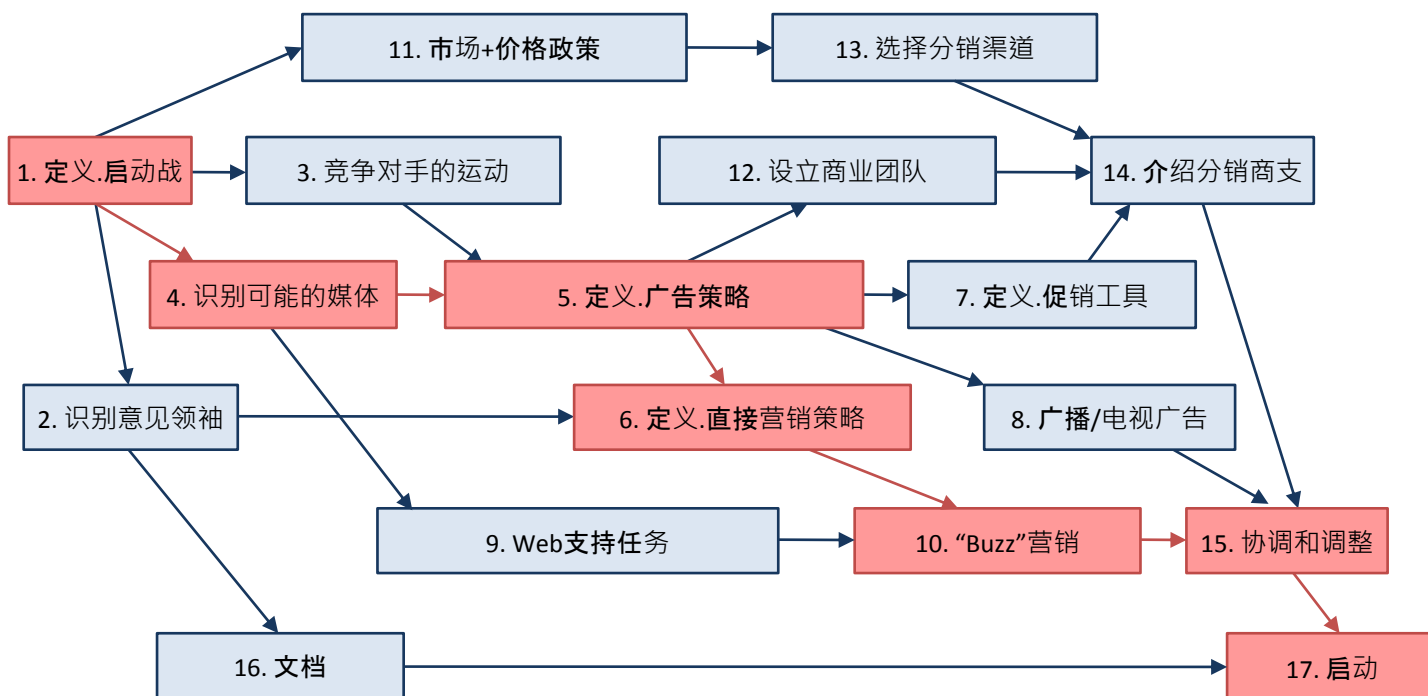 11. 市场+价格政策
13. 选择分销渠道
1. 定义.启动战
3. 竞争对手的运动
12. 设立商业团队
14. 介绍分销商支
4. 识别可能的媒体
5. 定义.广告策略
7. 定义.促销工具
2. 识别意见领袖
6. 定义.直接营销策略
8. 广播/电视广告
9. Web支持任务
10. “Buzz”营销
15. 协调和调整
16. 文档
17. 启动